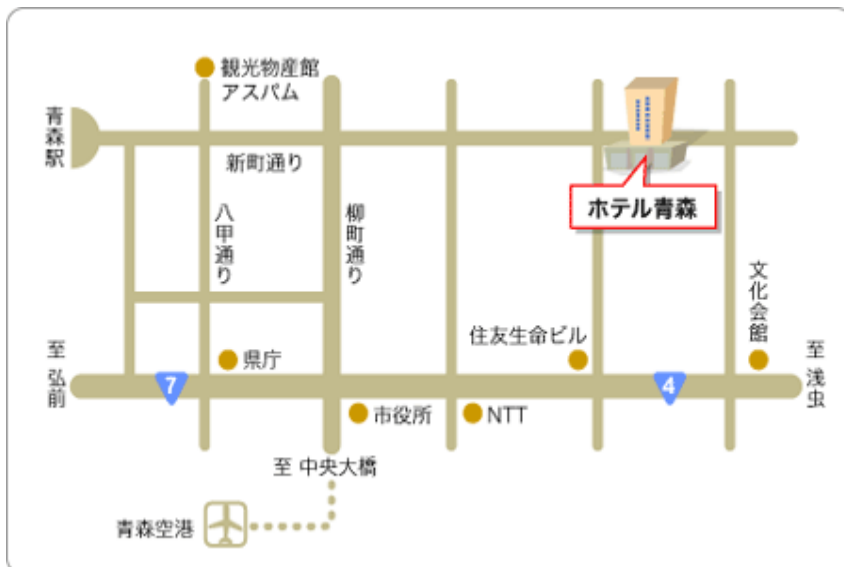 観光物産館
アスパム
青森駅
新町通り
八甲通り
柳町通り
ホテル青森
文化会館
住友生命ビル
至 弘前
県庁
至 浅虫
7
4
市役所
NTT
至 中央大橋
青森空港